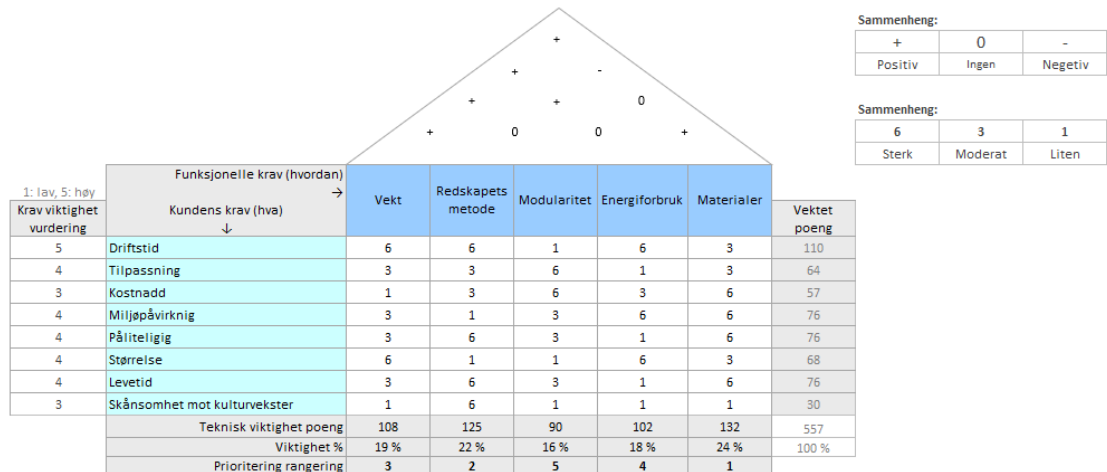 Sammenheng:
+ 0 -
Positiv Ingen Negetiv
Sammenheng:
6 3 1
Sterk Moderat Liten
+
+ -
+ + 0
+ 0 0 +
1: lav, 5: høy
Krav viktighet vurdering
Funksjonelle krav (hvordan) →
Kundens krav (hva) ↓
Vekt Redskapets metode Modularitet Energiforbruk Materialer Vektet poeng
5 Driftstid 6 6 1 6 3 110
4 Tilpassning 3 3 6 1 3 64
3 Kostnadd 1 3 6 3 6 57
4 Miljøpåvirknig 3 1 3 6 6 76
4 Påliteligig 3 6 3 1 6 76
4 Størrelse 6 1 1 6 3 68
4 Levetid 3 6 3 1 6 76
3 Skånsomhet mot kulturvekster 1 6 1 1 1 30
Teknisk viktighet poeng 108 125 90 102 132 557
Viktighet % 19 % 22 % 16 % 18 % 24 % 100 %
Prioritering rangering 3 2 5 4 1